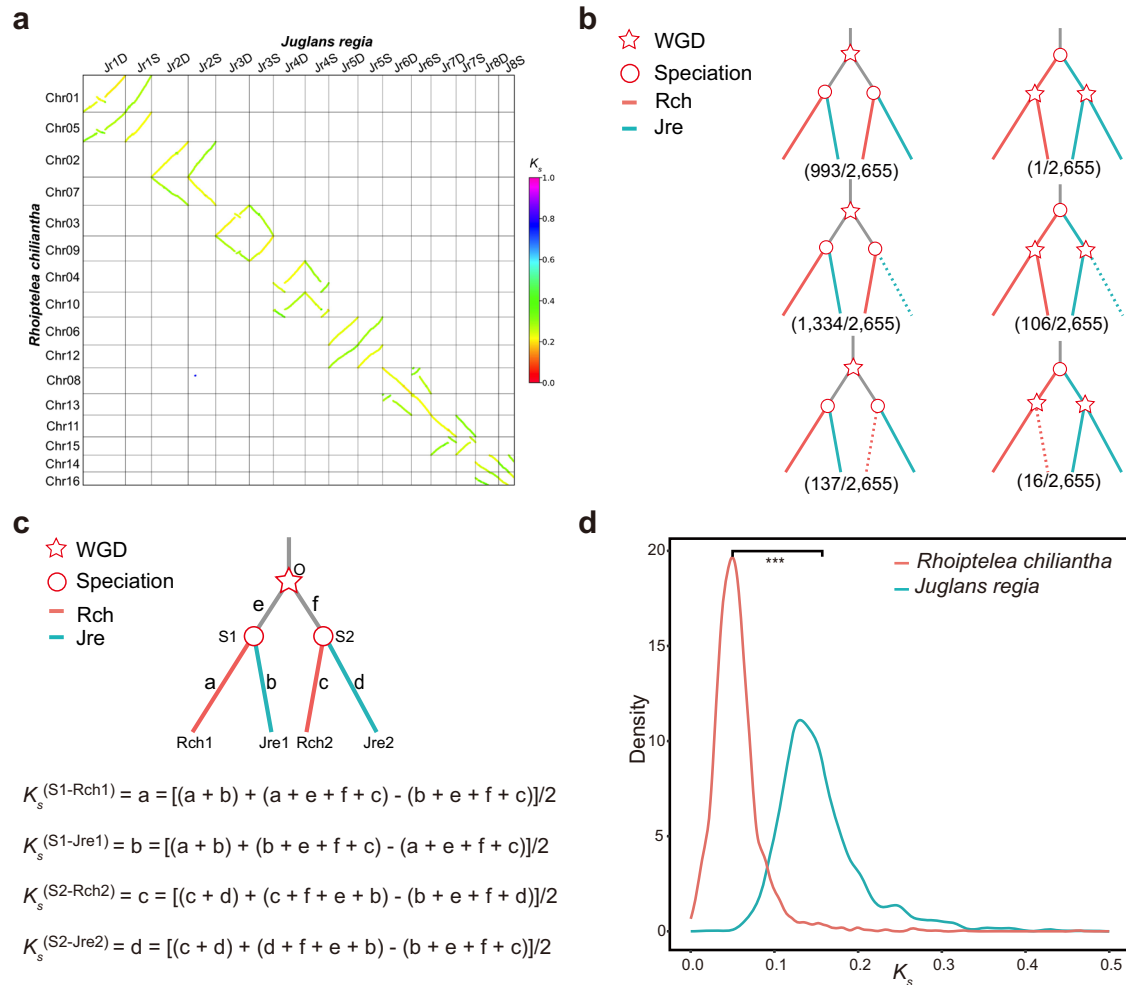 a
Juglans regia
Jr1D Jr1S Jr2D Jr2S Jr3D Jr3S Jr4D Jr4S Jr5D Jr5S Jr6D Jr6S Jr7D Jr7S Jr8D J8S
Rhoiptelea chiliantha
Chr01
Chr05
Chr02
Chr07
Chr03
Chr09
Chr04
Chr10
Chr06
Chr12
Chr08
Chr13
Chr11
Chr15
Chr14
Chr16
Ks
1.0
0.8
0.6
0.4
0.2
0.0
b
WGD
Speciation
Rch
Jre
(993/2,655)
(1/2,655)
(1,334/2,655)
(106/2,655)
(137/2,655)
(16/2,655)
c
WGD
Speciation
Rch
Jre
O
e f
S1 S2
a b c d
Rch1 Jre1 Rch2 Jre2
Ks(S1-Rch1) = a = [(a + b) + (a + e + f + c) - (b + e + f + c)]/2
Ks(S1-Jre1) = b = [(a + b) + (b + e + f + c) - (a + e + f + c)]/2
Ks(S2-Rch2) = c = [(c + d) + (c + f + e + b) - (b + e + f + d)]/2
Ks(S2-Jre2) = d = [(c + d) + (d + f + e + b) - (b + e + f + c)]/2
d
***
Rhoiptelea chiliantha
Juglans regia
Density
20
15
10
5
0
0.0 0.1 0.2 0.3 0.4 0.5
Ks